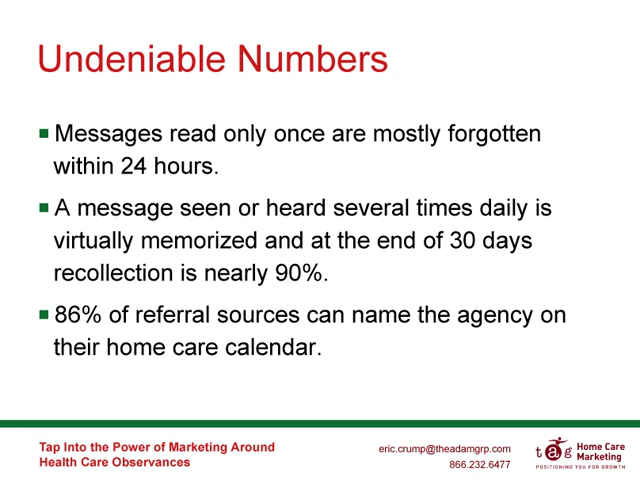 Undeniable Numbers
Messages read only once are mostly forgotten
within 24 hours.
A message seen or heard several times daily is
virtually memorized and at the end of 30 days
recollection is nearly 90%.
86% of referral sources can name the agency on
their home care calendar.
Tap Into the Power of Marketing Around
Health Care Observances
eric.crump@theadamgrp.com
866.232.6477
tag
Home Care
Marketing
POSITIONING YOU FOR GROWTH